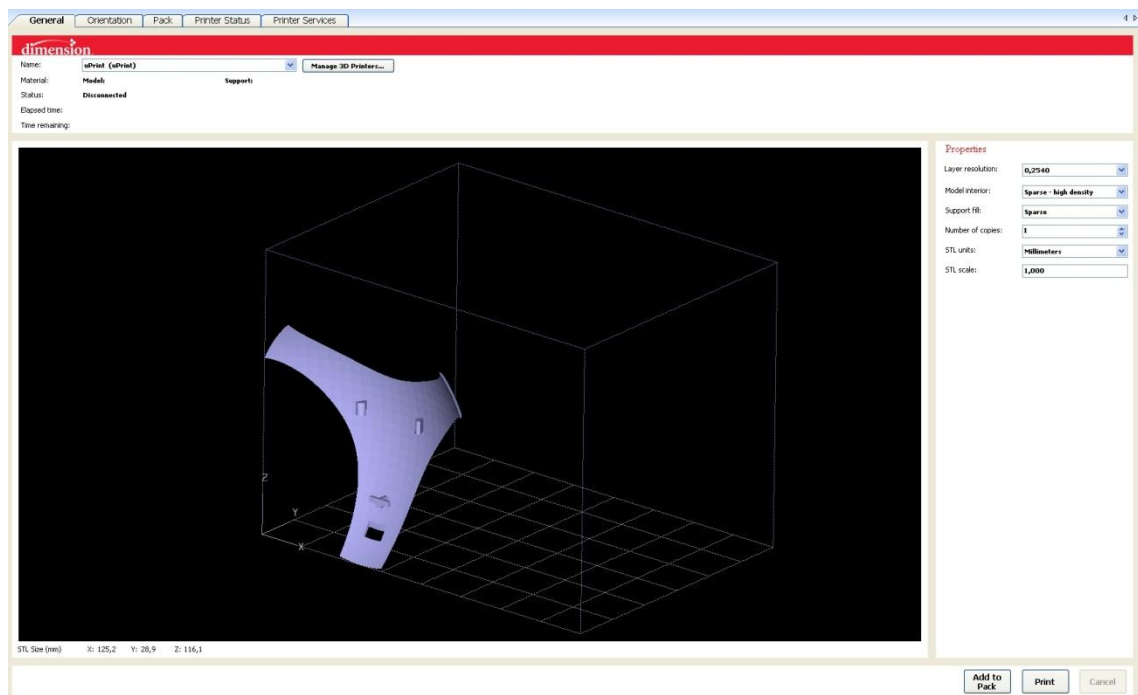 General Orientation Pack Printer Status Printer Services
dimension
Name: uPrint (uPrint) Manage 3D Printers...
Material: Model: Support:
Status: Disconnected
Elapsed time:
Time remaining:
Properties
Layer resolution: 0,2540
Model interior: Sparse - high density
Support fill: Sparse
Number of copies: 1
STL units: Millimeters
STL scale: 1,000
Z
Y
X
STL Size (mm) X: 125,2 Y: 28,9 Z: 116,1
Add to Pack Print Cancel